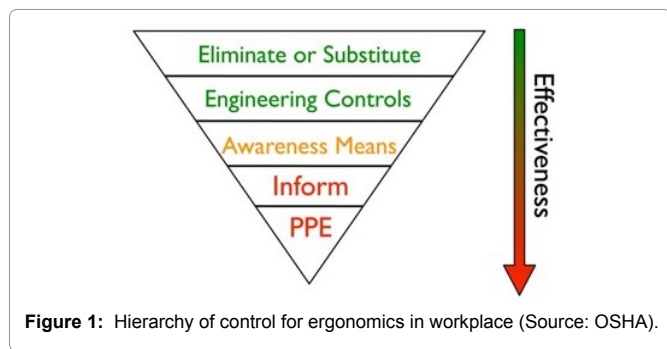 Eliminate or Substitute
Engineering Controls
Awareness Means
Inform
PPE
Effectiveness
Figure 1: Hierarchy of control for ergonomics in workplace (Source: OSHA).